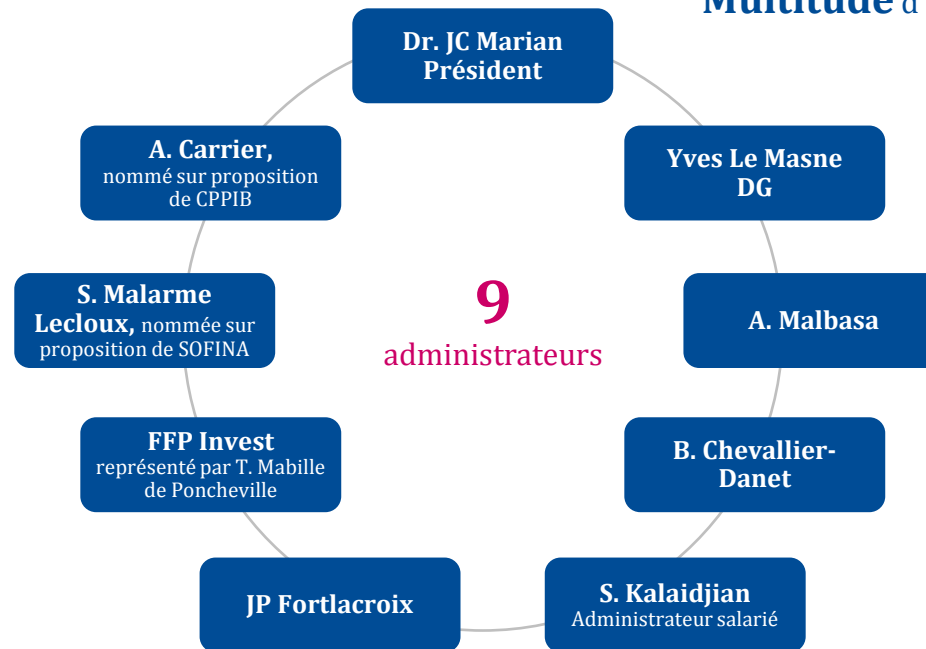 Multitude d
Dr. JC Marian
Président
A. Carrier,
nommé sur proposition
de CPPIB
Yves Le Masne
DG
S. Malarme
Lecloux, nommée sur
proposition de SOFINA
9
administrateurs
A. Malbasa
FFP Invest
représenté par T. Mabille
de Poncheville
B. Chevallier-
Danet
JP Fortlacroix
S. Kalaidjian
Administrateur salarié